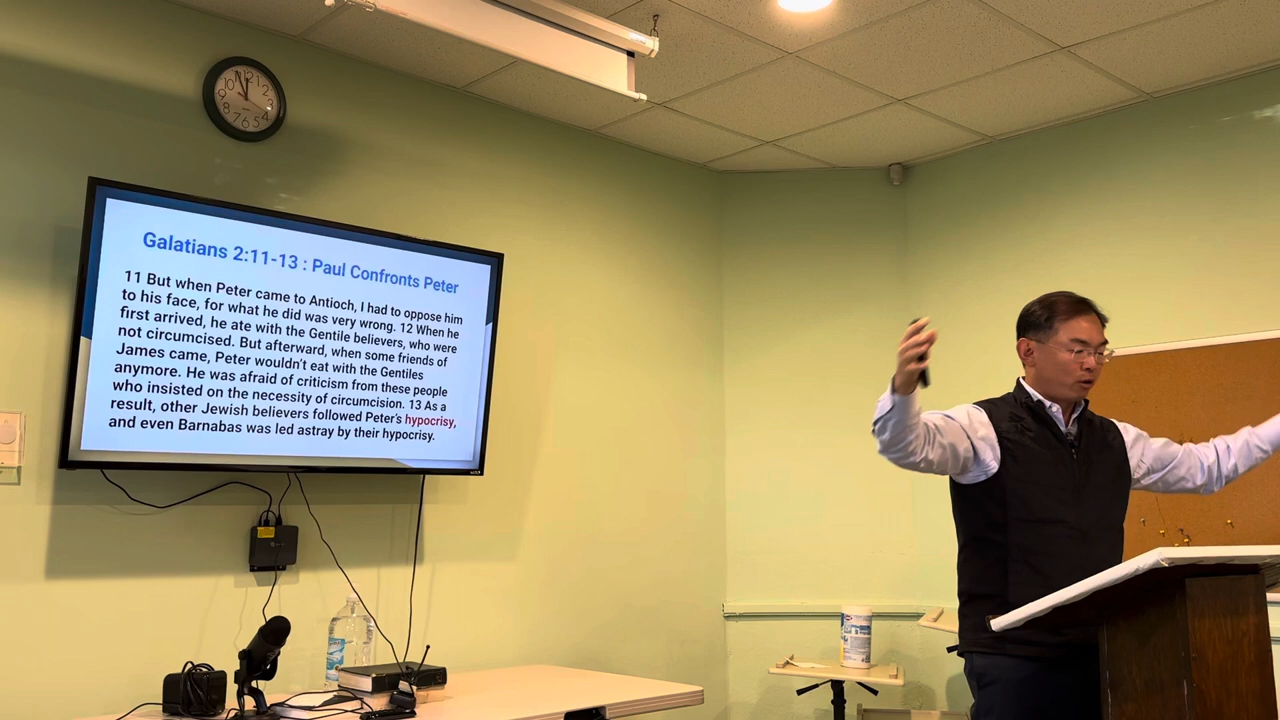 Galatians 2:11-13 : Paul Confronts Peter
11 But when Peter came to Antioch, I had to oppose him
to his face, for what he did was very wrong. 12 When he
first arrived, he ate with the Gentile believers, who were
not circumcised. But afterward, when some friends of
James came, Peter wouldn't eat with the Gentiles
anymore. He was afraid of criticism from these people
who insisted on the necessity of circumcision. 13 As a
result, other Jewish believers followed Peter's hypocrisy,
and even Barnabas was led astray by their hypocrisy.